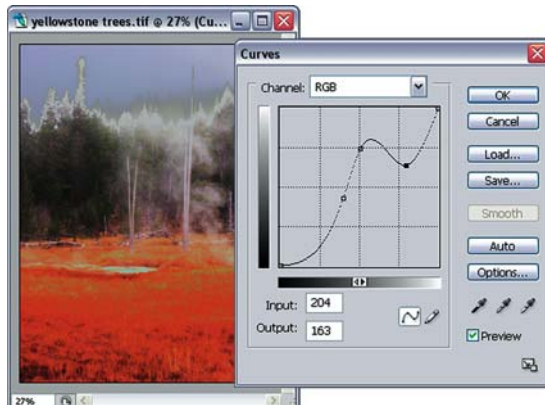 yellowstone trees.tif @ 27% (Cu...
Curves
Channel: RGB
OK
Cancel
Load...
Save...
Smooth
Auto
Options...
Input: 204
Output: 163
Preview
27%